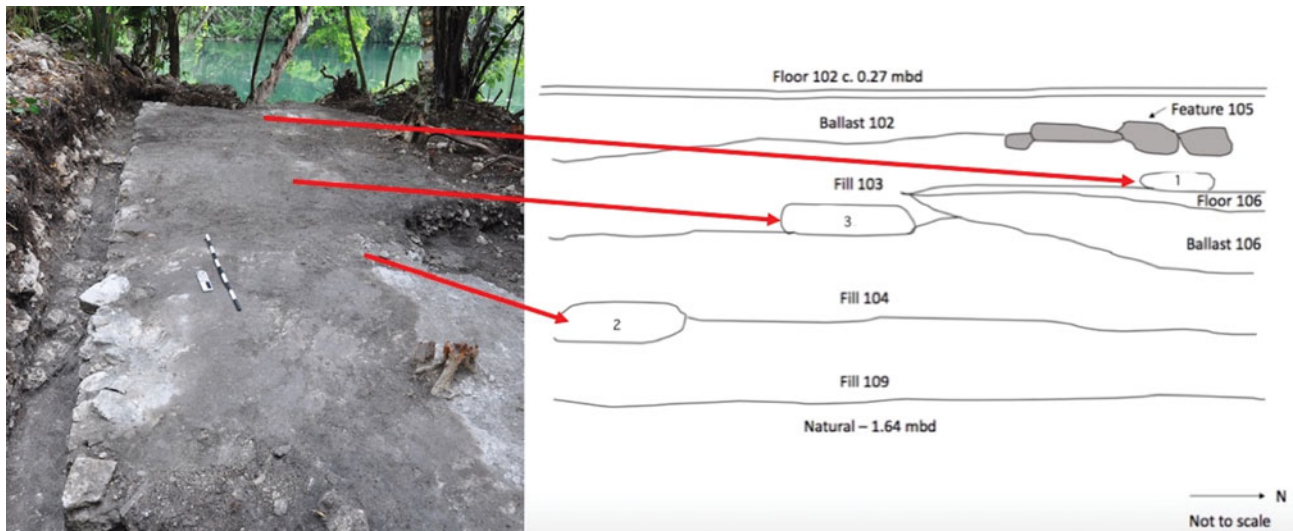 Floor 102 c. 0.27 mbd
Feature 105
Ballast 102
1
Fill 103
Floor 106
3
Ballast 106
Fill 104
2
Fill 109
Natural – 1.64 mbd
N
Not to scale